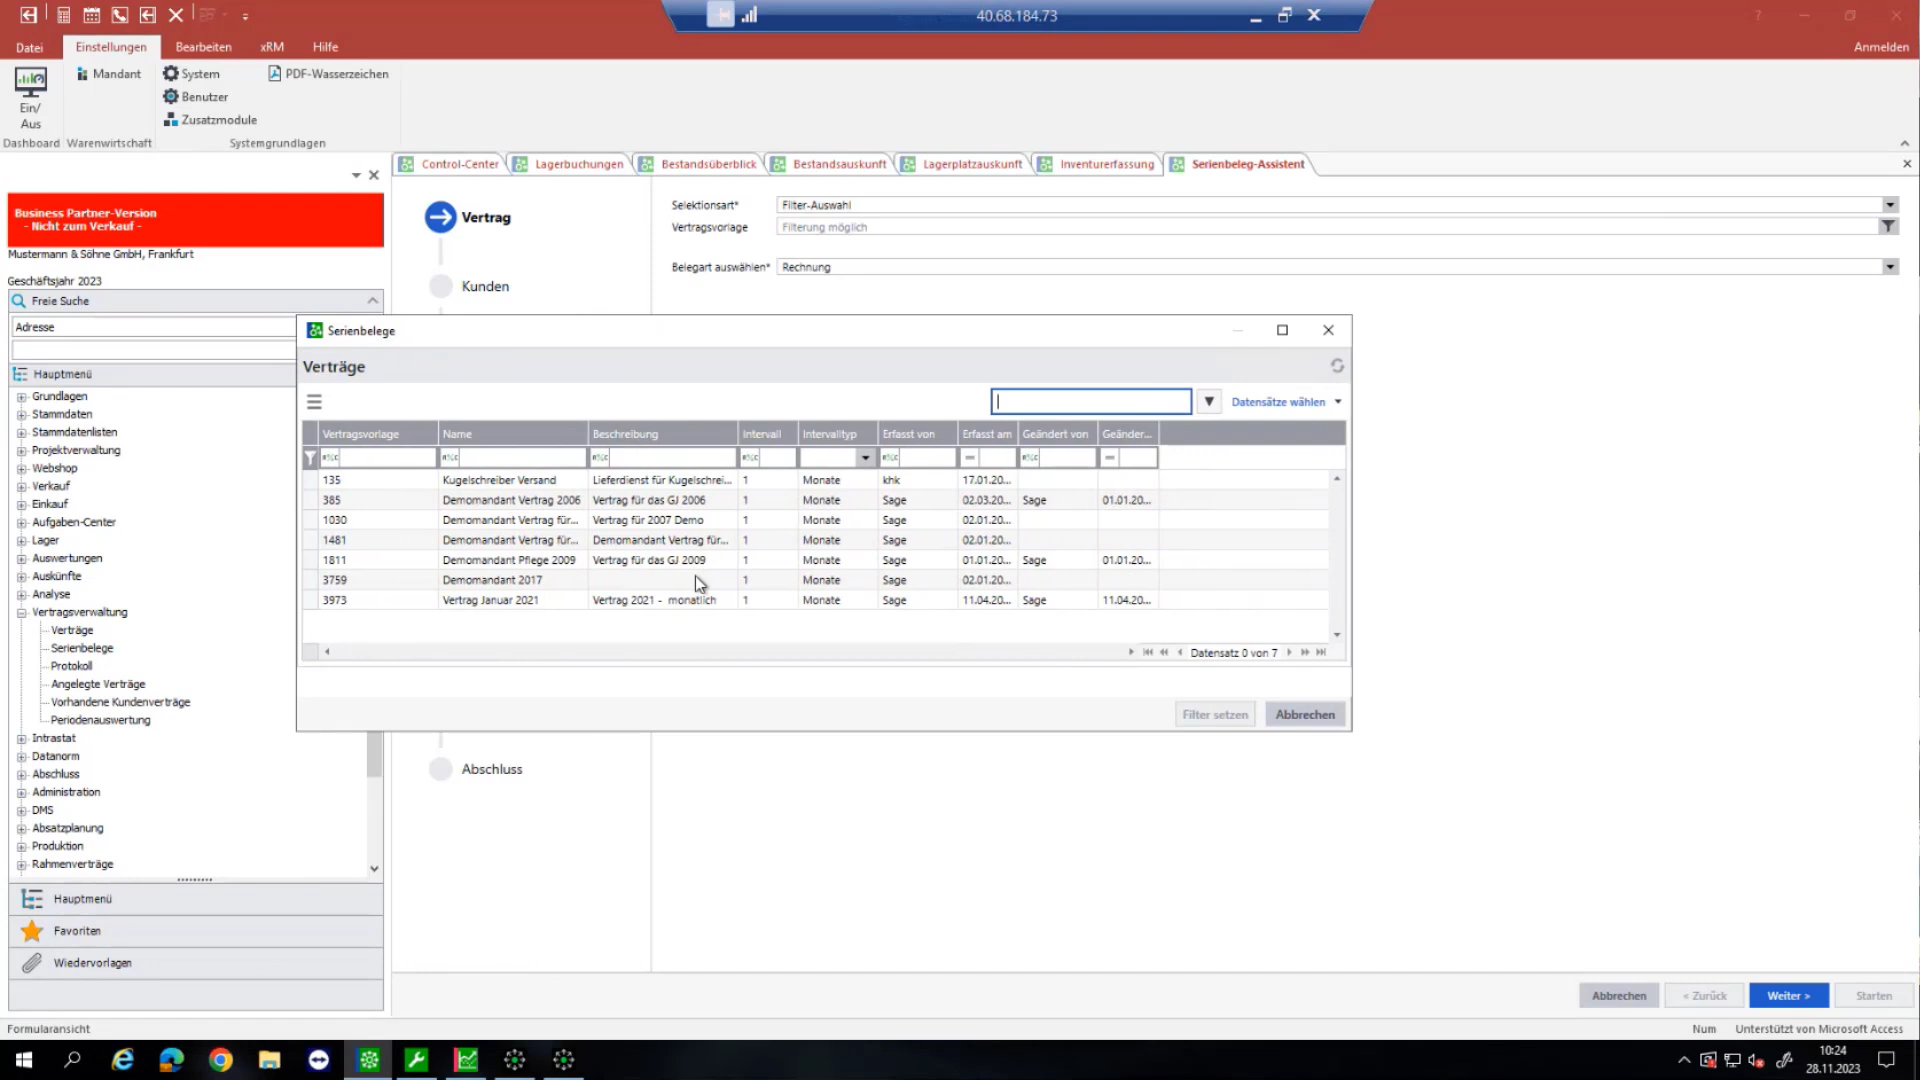 40.68.184.73
Datei
Einstellungen
Bearbeiten
xRM
Hilfe
Anmelden
Ein/
Aus
Mandant
System
Benutzer
Zusatzmodule
PDF-Wasserzeichen
Dashboard
Warenwirtschaft
Systemgrundlagen
Control-Center
Lagerbuchungen
Bestandsüberblick
Bestandsauskunft
Lagerplatzauskunft
Inventurerfassung
Serienbeleg-Assistent
Business Partner-Version
- Nicht zum Verkauf -
Mustermann & Söhne GmbH, Frankfurt
Geschäftsjahr 2023
Freie Suche
Adresse
Hauptmenü
Grundlagen
Stammdaten
Stammdatenlisten
Projektverwaltung
Webshop
Verkauf
Einkauf
Aufgaben-Center
Lager
Auswertungen
Auskünfte
Analyse
Vertragsverwaltung
Verträge
Serienbelege
Protokoll
Angelegte Verträge
Vorhandene Kundenverträge
Periodenauswertung
Intrastat
Datanorm
Abschluss
Administration
DMS
Absatzplanung
Produktion
Rahmenverträge
Hauptmenü
Favoriten
Wiedervorlagen
Vertrag
Kunden
Abschluss
Selektionsart* Filter-Auswahl
Vertragsvorlage Filterung möglich
Belegart auswählen* Rechnung
Serienbelege
Verträge
Datensätze wählen
Vertragsvorlage Name Beschreibung Intervall Intervalltyp Erfasst von Erfasst am Geändert von Geänder...
135 Kugelschreiber Versand Lieferdienst für Kugelschrei... 1 Monate khk 17.01.20...
385 Demomandant Vertrag 2006 Vertrag für das GJ 2006 1 Monate Sage 02.03.20... Sage 01.01.20...
1030 Demomandant Vertrag für... Vertrag für 2007 Demo 1 Monate Sage 02.01.20...
1481 Demomandant Vertrag für... Demomandant Vertrag für... 1 Monate Sage 02.01.20...
1811 Demomandant Pflege 2009 Vertrag für das GJ 2009 1 Monate Sage 01.01.20... Sage 01.01.20...
3759 Demomandant 2017 1 Monate Sage 02.01.20...
3973 Vertrag Januar 2021 Vertrag 2021 - monatlich 1 Monate Sage 11.04.20... Sage 11.04.20...
Datensatz 0 von 7
Filter setzen
Abbrechen
Abbrechen
< Zurück
Weiter >
Starten
Formularansicht
Num
Unterstützt von Microsoft Access
10:24
28.11.2023